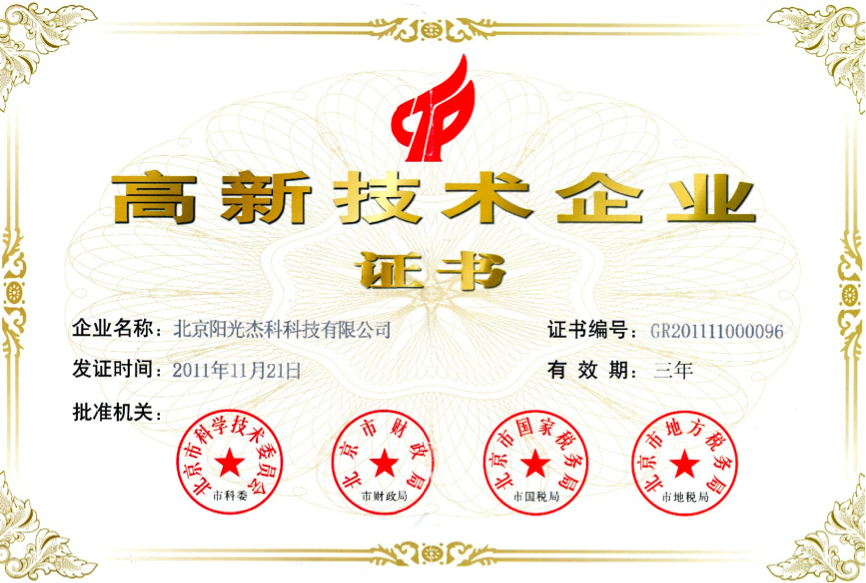 高新技术企业
证书
企业名称：北京阳光杰科科技有限公司
证书编号：GR201111000096
发证时间：2011年11月21日
有效期：三年
批准机关：
北京市科学技术委员会
市科委
北京市财政局
市财政局
北京市国家税务局
市国税局
北京市地方税务局
市地税局